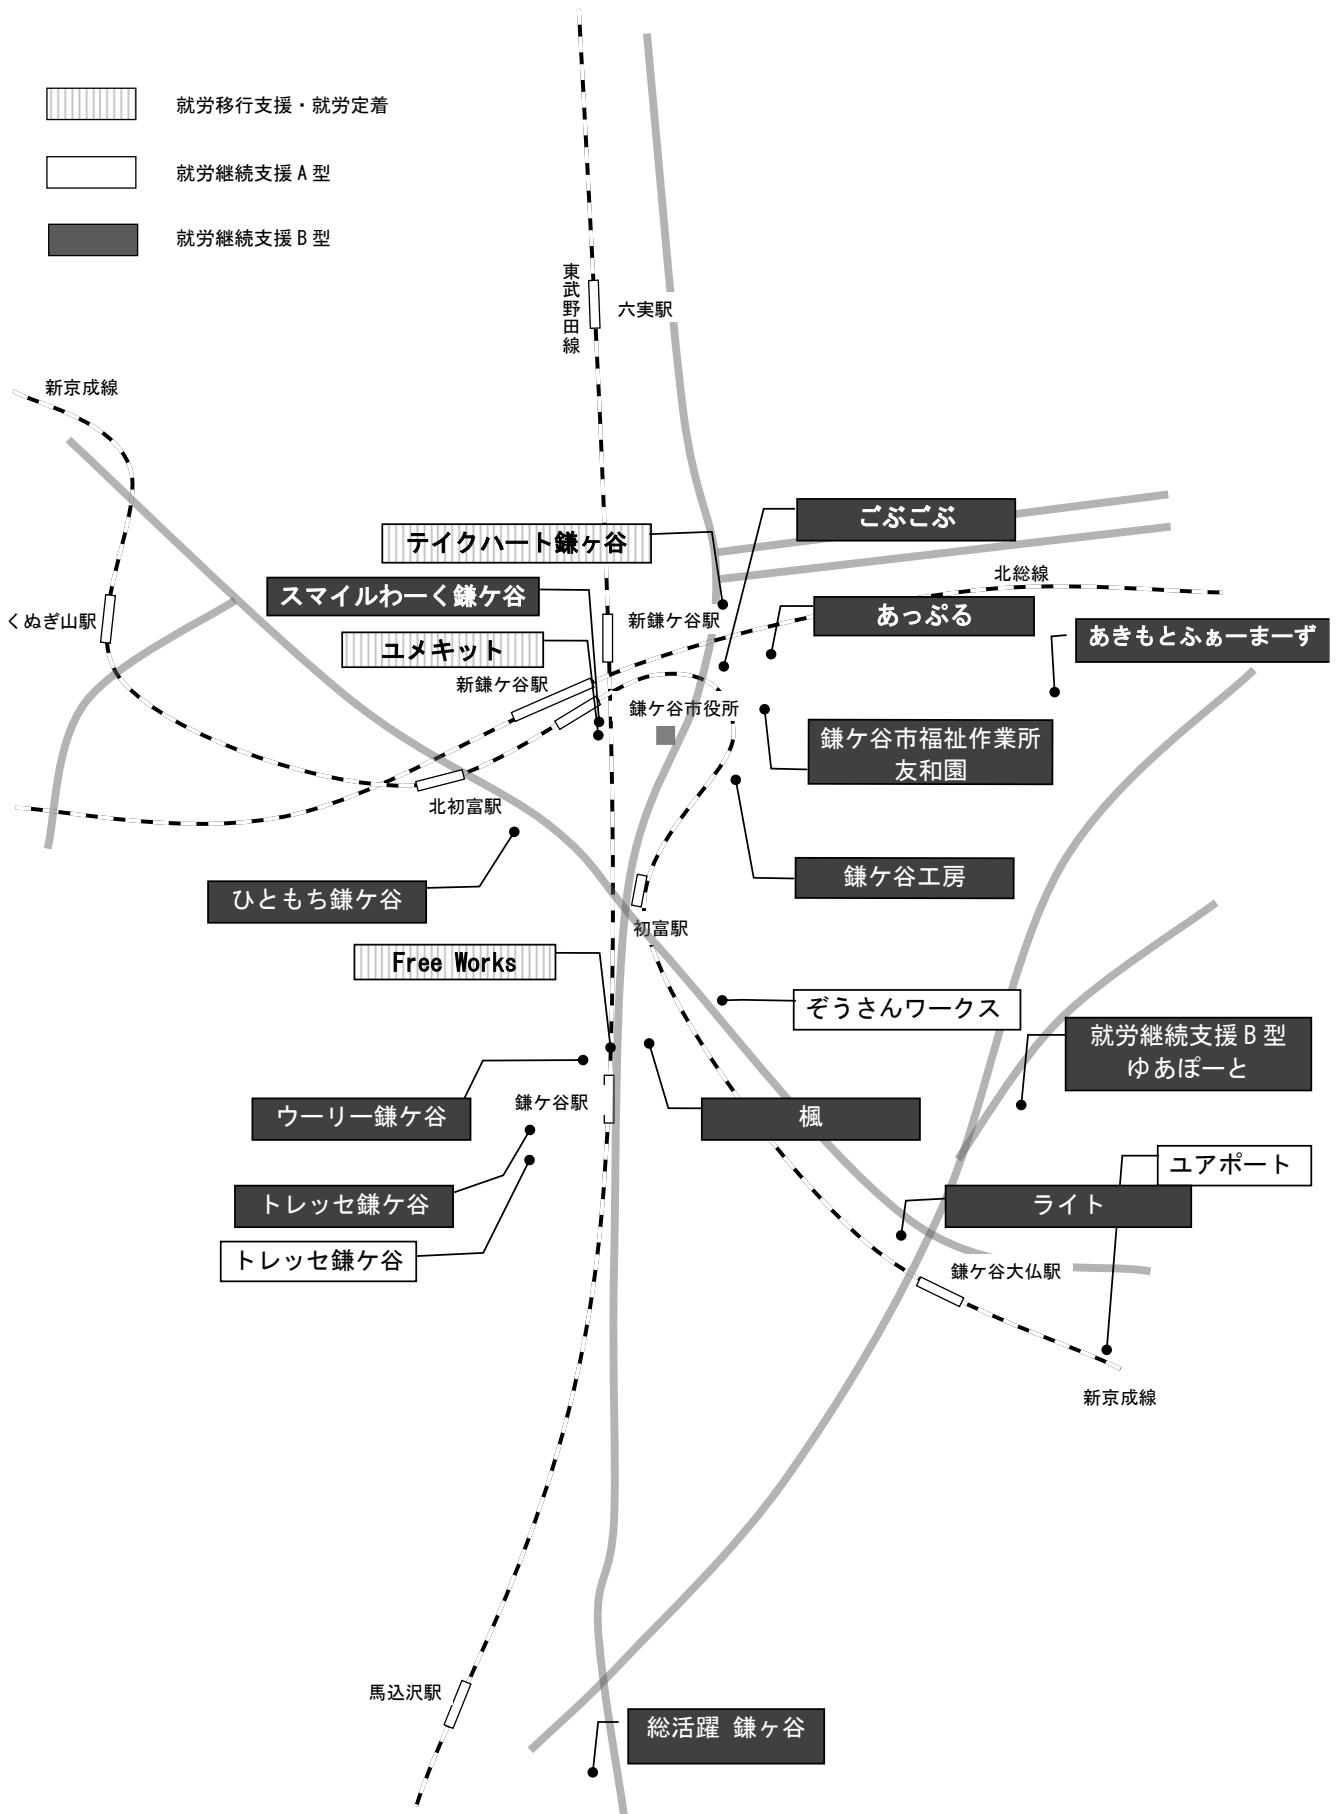 就労移行支援・就労定着
就労継続支援A型
就労継続支援B型
東武野田線
六実駅
新京成線
ごぶごぶ
テイクハート鎌ヶ谷
北総線
スマイルわーく鎌ケ谷
あっぷる
くぬぎ山駅
新鎌ケ谷駅
あきもとふぁーまーず
ユメキット
新鎌ケ谷駅
鎌ケ谷市役所
鎌ケ谷市福祉作業所
友和園
北初富駅
鎌ケ谷工房
ひともち鎌ケ谷
初富駅
Free Works
ぞうさんワークス
就労継続支援B型
ゆあぽーと
鎌ケ谷駅
ウーリー鎌ケ谷
楓
ユアポート
トレッセ鎌ケ谷
ライト
トレッセ鎌ケ谷
鎌ケ谷大仏駅
新京成線
馬込沢駅
総活躍 鎌ヶ谷